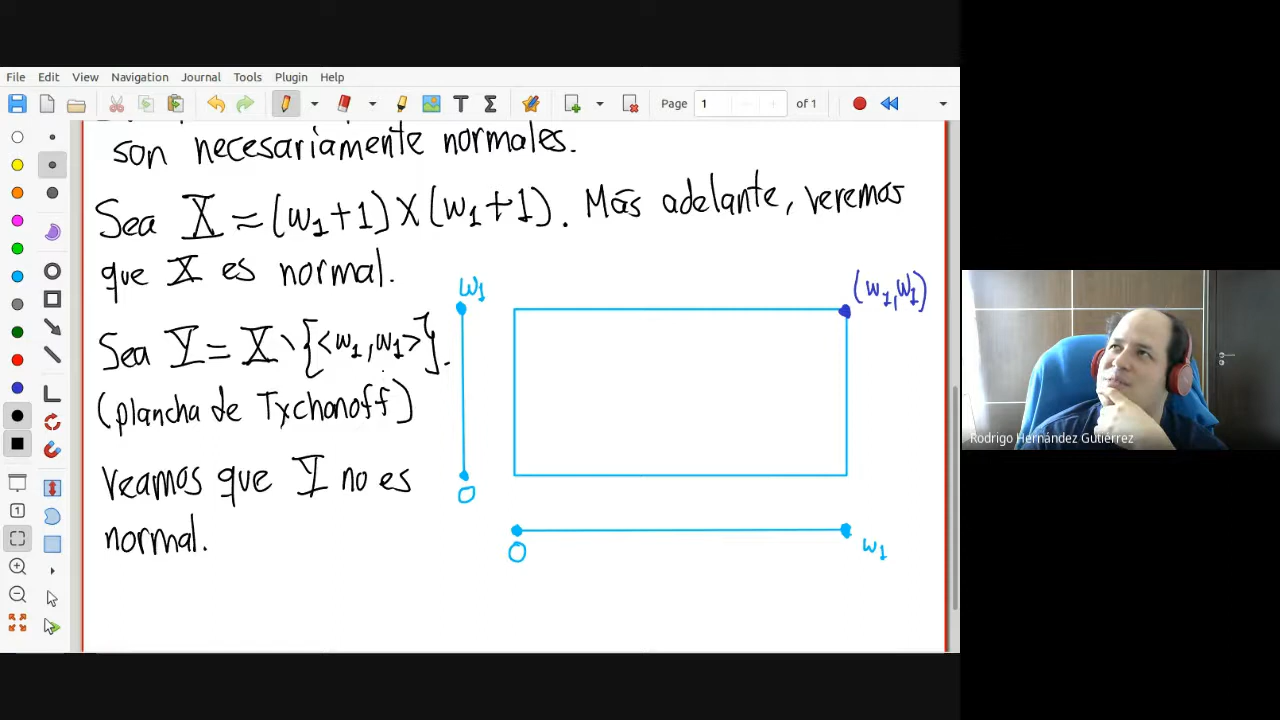 File Edit View Navigation Journal Tools Plugin Help
Page 1 of 1
son necesariamente normales.
Sea X = (ω₁+1)×(ω₁+1). Más adelante, veremos
que X es normal.
Sea Y = X \ {<ω₁,ω₁>}.
(plancha de Tychonoff)
Veamos que Y no es
normal.
ω₁
0
(ω₁,ω₁)
0
ω₁
Rodrigo Hernández Gutiérrez